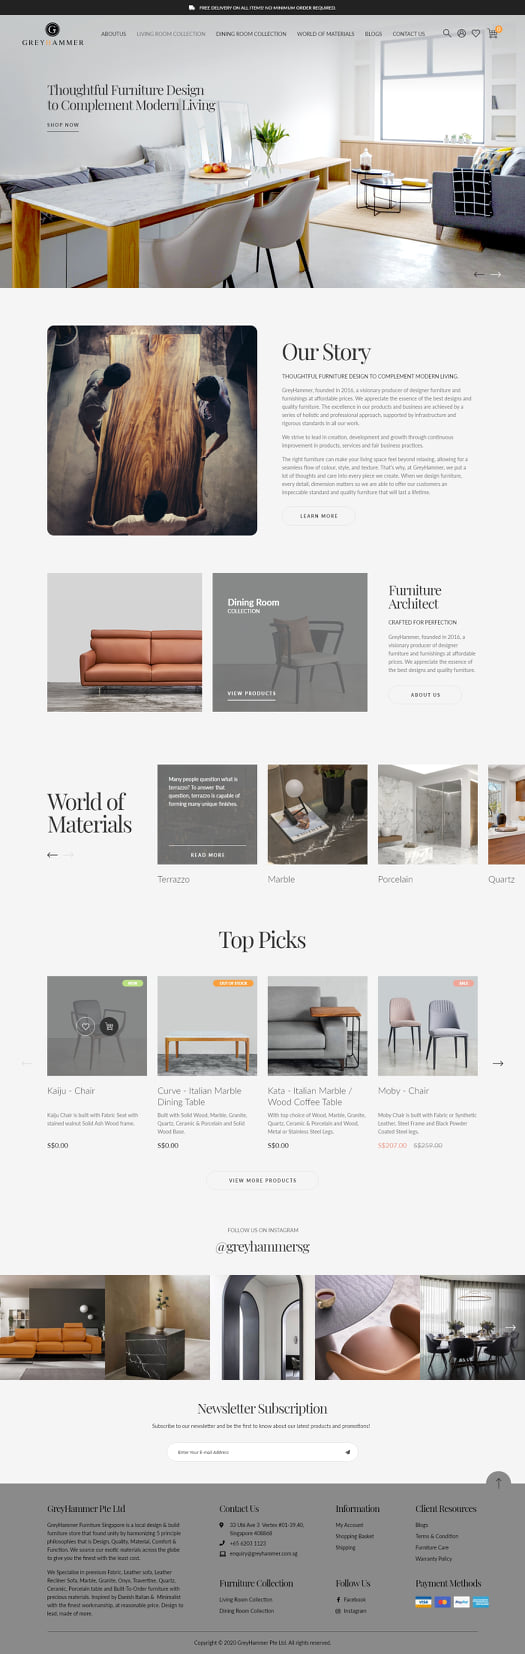 FREE DELIVERY ON ALL ITEMS! NO MINIMUM ORDER REQUIRED.
G
GREYHAMMER
ABOUT US
LIVING ROOM COLLECTION
DINING ROOM COLLECTION
WORLD OF MATERIALS
BLOGS
CONTACT US
Thoughtful Furniture Design
to Complement Modern Living
SHOP NOW
Our Story
THOUGHTFUL FURNITURE DESIGN TO COMPLEMENT MODERN LIVING.
GreyHammer, founded in 2016, a visionary producer of designer furniture and
furnishings at affordable prices. We appreciate the essence of the best designs and
quality furniture. The excellence in our products and business are achieved by a
series of holistic and professional approach, supported by infrastructure and
rigorous standards in all our work.
We strive to lead in creation, development and growth through continuous
improvement in products, services and fair business practices.
The right furniture can make your living space feel beyond relaxing, allowing for a
seamless flow of colour, style, and texture. That's why, at GreyHammer, we put a
lot of thoughts and care into every piece we create. When we design furniture,
every detail, dimension matters so we are able to offer our customers an
impeccable standard and quality furniture that will last a lifetime.
LEARN MORE
Dining Room
COLLECTION
VIEW PRODUCTS
Furniture
Architect
CRAFTED FOR PERFECTION
GreyHammer, founded in 2016, a
visionary producer of designer
furniture and furnishings at affordable
prices. We appreciate the essence of
the best designs and quality furniture.
ABOUT US
World of
Materials
Many people question what is
terrazzo? To answer that
question, terrazzo is capable of
forming many unique finishes.
READ MORE
Terrazzo
Marble
Porcelain
Quartz
Top Picks
NEW
OUT OF STOCK
SALE
Kaiju - Chair
Kaiju Chair is built with Fabric Seat with
stained walnut Solid Ash Wood frame.
S$0.00
Curve - Italian Marble
Dining Table
Built with Solid Wood, Marble, Granite,
Quartz, Ceramic & Porcelain and Solid
Wood Base.
S$0.00
Kata - Italian Marble /
Wood Coffee Table
With top choice of Wood, Marble, Granite,
Quartz, Ceramic & Porcelain and Wood,
Metal or Stainless Steel Legs.
S$0.00
Moby - Chair
Moby Chair is built with Fabric or Synthetic
Leather, Steel Frame and Black Powder
Coated Steel legs.
S$207.00 S$259.00
VIEW MORE PRODUCTS
FOLLOW US ON INSTAGRAM
@greyhammersg
Newsletter Subscription
Subscribe to our newsletter and be the first to know about our latest products and promotions!
Enter Your E-mail Address
GreyHammer Pte Ltd
GreyHammer Furniture Singapore is a local design & build
furniture store that found unity by harmonizing 5 principle
philosophies that is Design, Quality, Material, Comfort &
Function. We source our exotic materials across the globe
to give you the finest with the least cost.
We Specialise in premium Fabric, Leather sofa, Leather
Recliner Sofa, Marble, Granite, Onyx, Travertine, Quartz,
Ceramic, Porcelain table and Built-To-Order furniture with
precious materials. Inspired by Danish Italian & Minimalist
with the finest workmanship, at reasonable price. Design to
lead, made of more.
Contact Us
33 Ubi Ave 3 Vertex #01-39,40,
Singapore 408868
+65 6203 1123
enquiry@greyhammer.com.sg
Information
My Account
Shopping Basket
Shipping
Client Resources
Blogs
Terms & Condition
Furniture Care
Warranty Policy
Furniture Collection
Living Room Collection
Dining Room Collection
Follow Us
Facebook
Instagram
Payment Methods
VISA
PayPal
Copyright © 2020 GreyHammer Pte Ltd. All rights reserved.